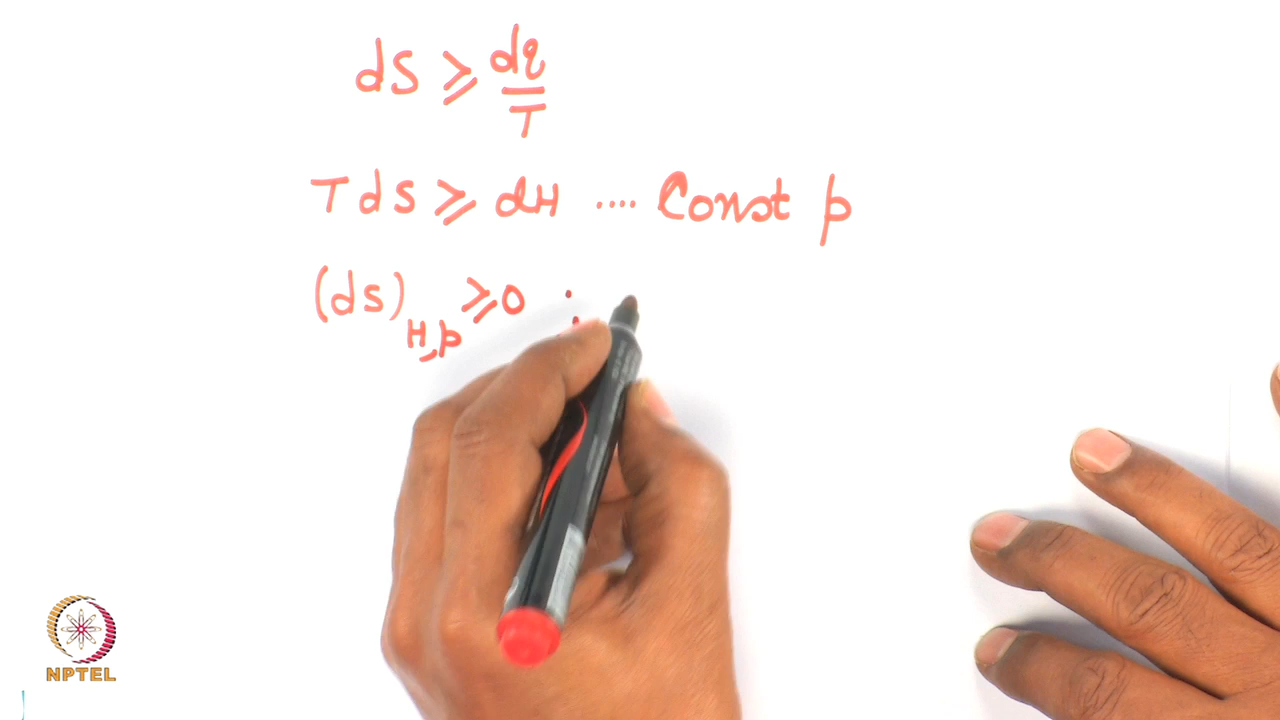 dS ≥ dq/T
TdS ≥ dH .... Const p
(dS)H,p ≥ 0 :
NPTEL